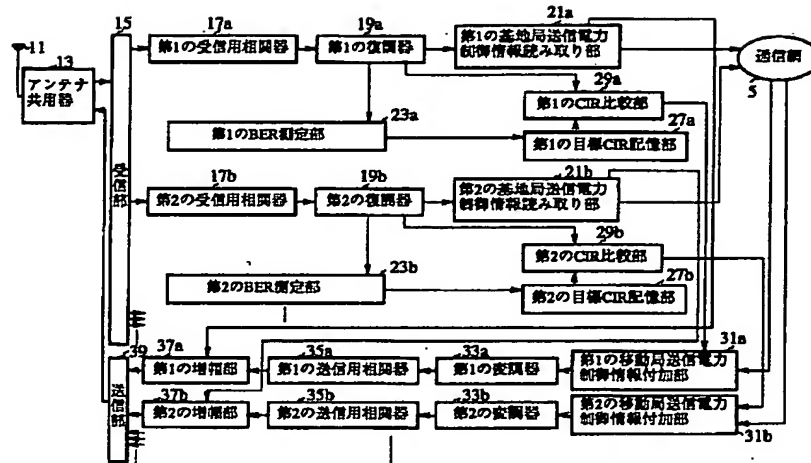 11
13
アンテナ
共用器
15
受信部
17a
第1の受信用相関器
19a
第1の復調器
21a
第1の基地局送信電力
制御情報読み取り部
送信網
5
29a
第1のCIR比較部
23a
第1のBER測定部
27a
第1の目標CIR記憶部
17b
第2の受信用相関器
19b
第2の復調器
21b
第2の基地局送信電力
制御情報読み取り部
29b
第2のCIR比較部
23b
第2のBER測定部
27b
第2の目標CIR記憶部
39
送信部
37a
第1の増幅部
35a
第1の送信用相関器
33a
第1の変調器
31a
第1の移動局送信電力
制御情報付加部
37b
第2の増幅部
35b
第2の送信用相関器
33b
第2の変調器
第2の移動局送信電力
制御情報付加部
31b